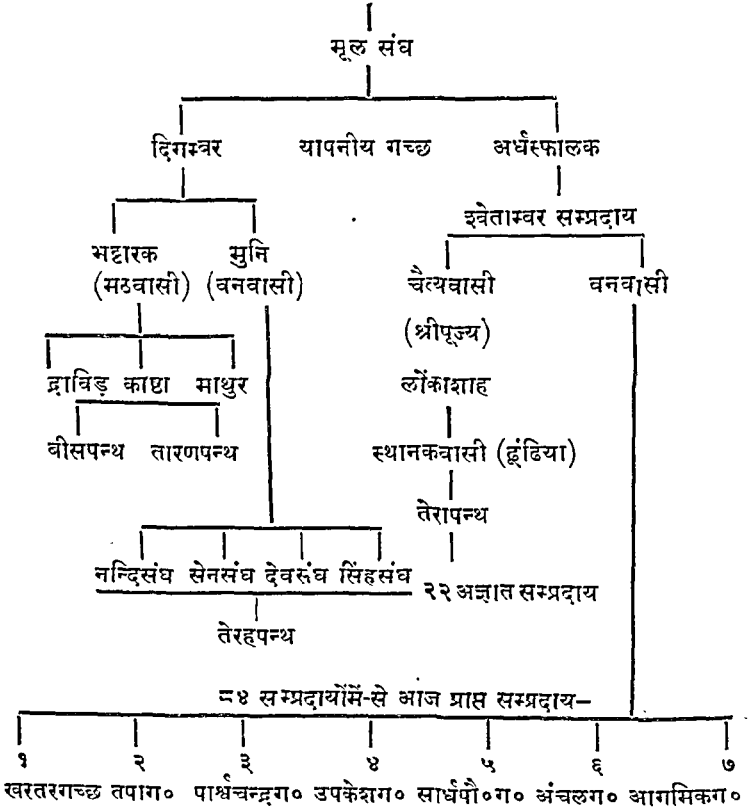 मूल संघ
दिगम्बर यापनीय गच्छ अर्धस्फालक
श्वेताम्बर सम्प्रदाय
भट्टारक मुनि
(मठवासी) (वनवासी)
चैत्यवासी वनवासी
(श्रीपूज्य)
द्राविड़ काष्टा माथुर लोंकाशाह
वीसपन्थ तारणपन्थ स्थानकवासी (ढूंढिया)
तेरापन्थ
नन्दिसंघ सेनसंघ देवसंघ सिंहसंघ २२ अज्ञात सम्प्रदाय
तेरहपन्थ
८४ सम्प्रदायोंमें-से आज प्राप्त सम्प्रदाय–
१ २ ३ ४ ५ ६ ७
खरतरगच्छ तपाग० पार्श्वचन्द्रग० उपकेशग० सार्धपौ०ग० अंचलग० आगमिकग०